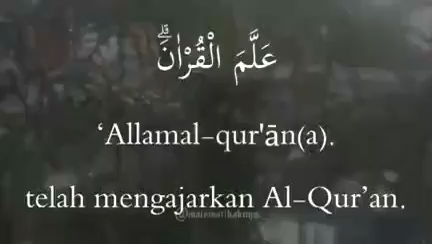 عَلَّمَ الْقُرْاٰنَۗ
‘Allamal-qur'ān(a).
telah mengajarkan Al-Qur’an.